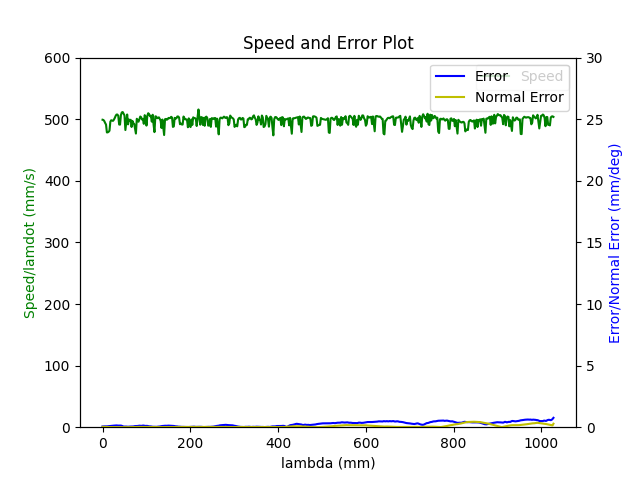 Speed and Error Plot
600
500
400
300
200
100
0
Speed/lamdot (mm/s)
30
25
20
15
10
5
0
Error/Normal Error (mm/deg)
Error
Speed
Normal Error
0 200 400 600 800 1000
lambda (mm)